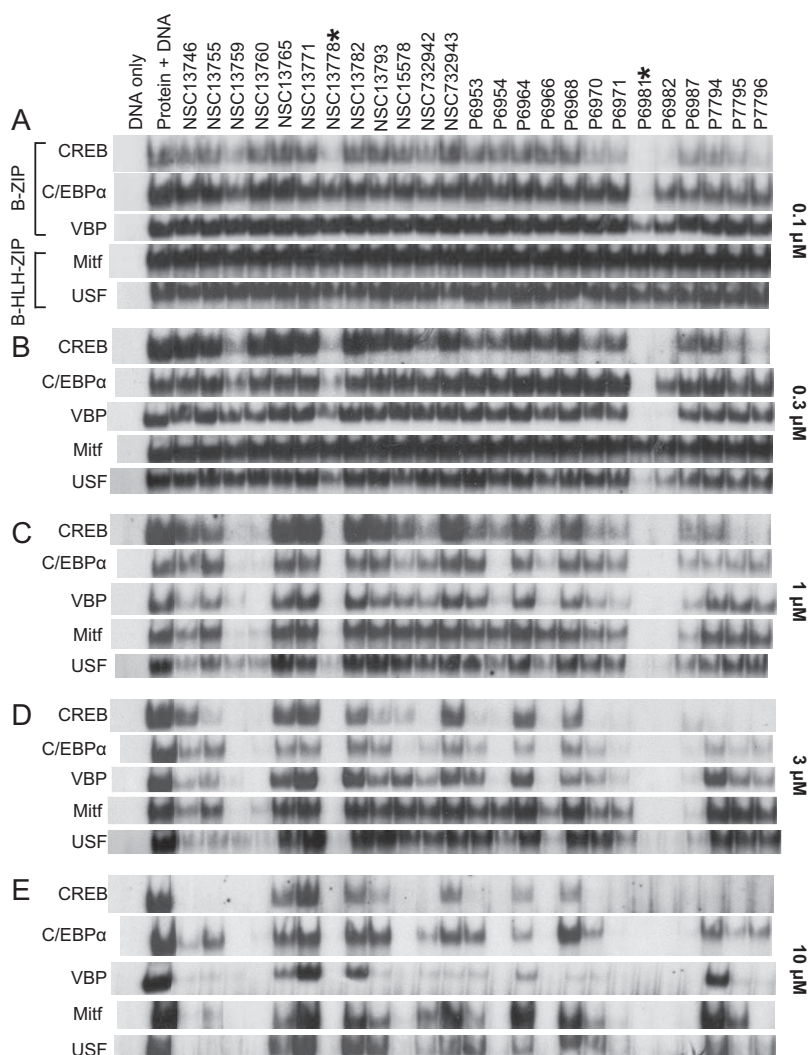 DNA only
Protein + DNA
NSC13746
NSC13755
NSC13759
NSC13760
NSC13765
NSC13771
NSC13778*
NSC13782
NSC13793
NSC15578
NSC732942
NSC732943
P6953
P6954
P6964
P6966
P6968
P6970
P6971
P6981*
P6982
P6987
P7794
P7795
P7796
A
B-ZIP
CREB
C/EBPα
VBP
B-HLH-ZIP
Mitf
USF
0.1 µM
B
CREB
C/EBPα
VBP
Mitf
USF
0.3 µM
C
CREB
C/EBPα
VBP
Mitf
USF
1 µM
D
CREB
C/EBPα
VBP
Mitf
USF
3 µM
E
CREB
C/EBPα
VBP
Mitf
USF
10 µM